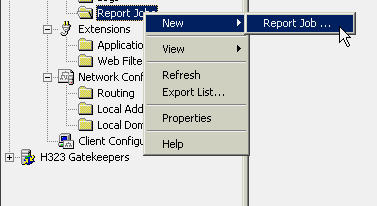 Report Jobs
New
Report Job ...
Extensions
Applicatio
View
Web Filte
Network Conf
Refresh
Routing
Export List...
Local Add
Properties
Local Dom
Client Configu
Help
H323 Gatekeepers